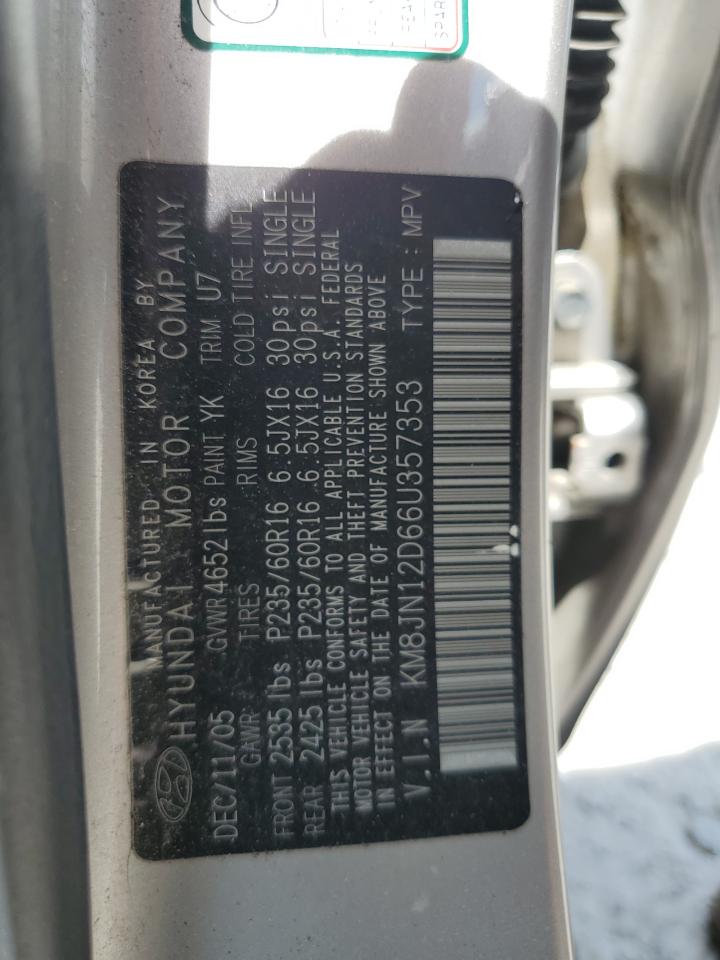 MANUFACTURED IN KOREA BY
HYUNDAI MOTOR COMPANY
DEC/11/05 GVWR 4652 lbs PAINT YK TRIM U7
GAWR TIRES RIMS COLD TIRE INFL
FRONT 2535 lbs P235/60R16 6.5JX16 30psi SINGLE
REAR 2425 lbs P235/60R16 6.5JX16 30psi SINGLE
THIS VEHICLE CONFORMS TO ALL APPLICABLE U.S.A. FEDERAL
MOTOR VEHICLE SAFETY AND THEFT PREVENTION STANDARDS
IN EFFECT ON THE DATE OF MANUFACTURE SHOWN ABOVE
V.I.N KM8JN12D66U357353 TYPE : MPV